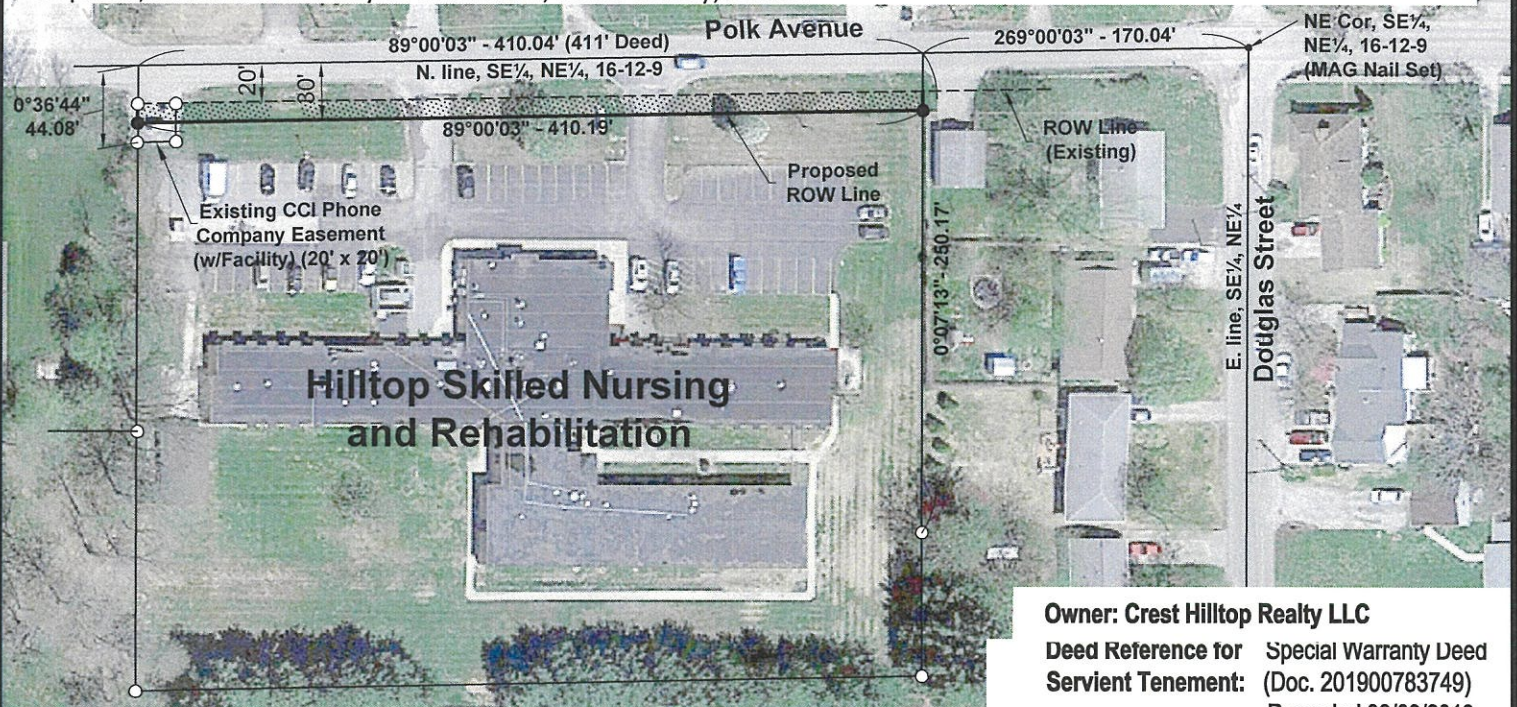 Polk Avenue
89°00'03" - 410.04' (411' Deed)
269°00'03" - 170.04'
NE Cor, SE¼,
NE¼, 16-12-9
(MAG Nail Set)
N. line, SE¼, NE¼, 16-12-9
0°36'44"
44.08'
20'
30'
89°00'03" - 410.19'
ROW Line
(Existing)
Proposed
ROW Line
Existing CCI Phone
Company Easement
(w/Facility) (20' x 20')
0°07'13" - 250.17'
E. line, SE¼, NE¼
Douglas Street
Hilltop Skilled Nursing
and Rehabilitation
Owner: Crest Hilltop Realty LLC
Deed Reference for Special Warranty Deed
Servient Tenement: (Doc. 201900783749)